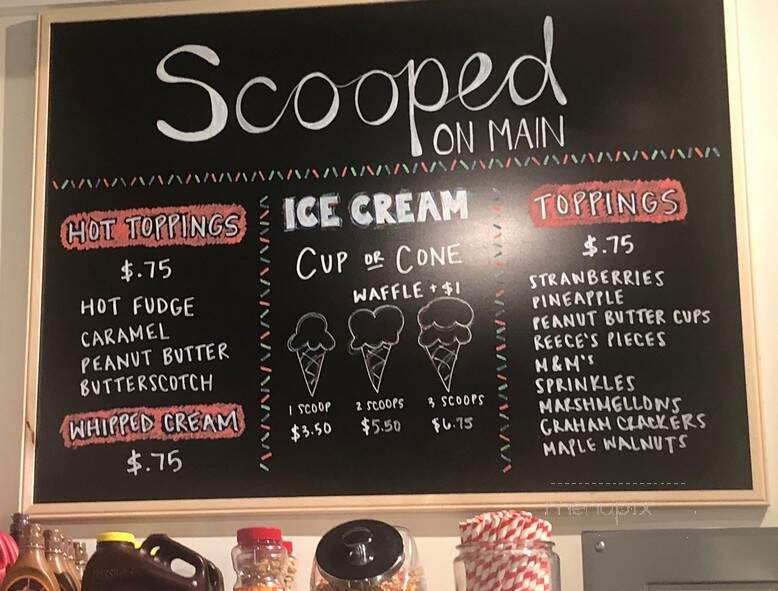 Scooped
ON MAIN
HOT TOPPINGS
$.75
HOT FUDGE
CARAMEL
PEANUT BUTTER
BUTTERSCOTCH
WHIPPED CREAM
$.75
ICE CREAM
CUP OR CONE
WAFFLE + $1
1 SCOOP 2 SCOOPS 3 SCOOPS
$3.50 $5.50 $6.75
TOPPINGS
$.75
STRANBERRIES
PINEAPPLE
PEANUT BUTTER CUPS
REECE'S PIECES
M&M'S
SPRINKLES
MARSHMELLOWS
GRAHAM CRACKERS
MAPLE WALNUTS
menupix